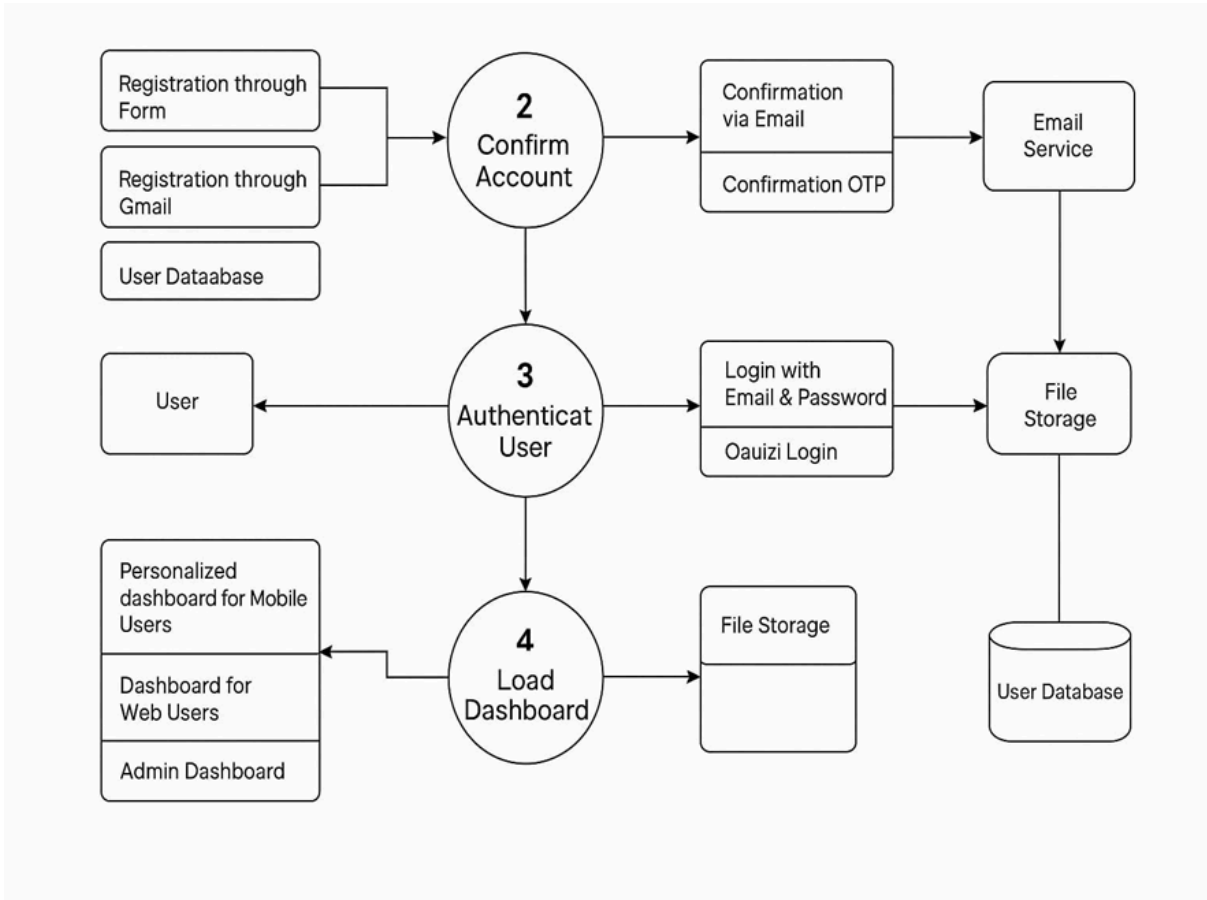 Registration through
Form
Registration through
Gmail
User Dataabase
2
Confirm
Account
Confirmation
via Email
Confirmation OTP
Email
Service
User
3
Authenticat
User
Login with
Email & Password
Oauizi Login
File
Storage
Personalized
dashboard for Mobile
Users
Dashboard for
Web Users
Admin Dashboard
4
Load
Dashboard
File Storage
User Database